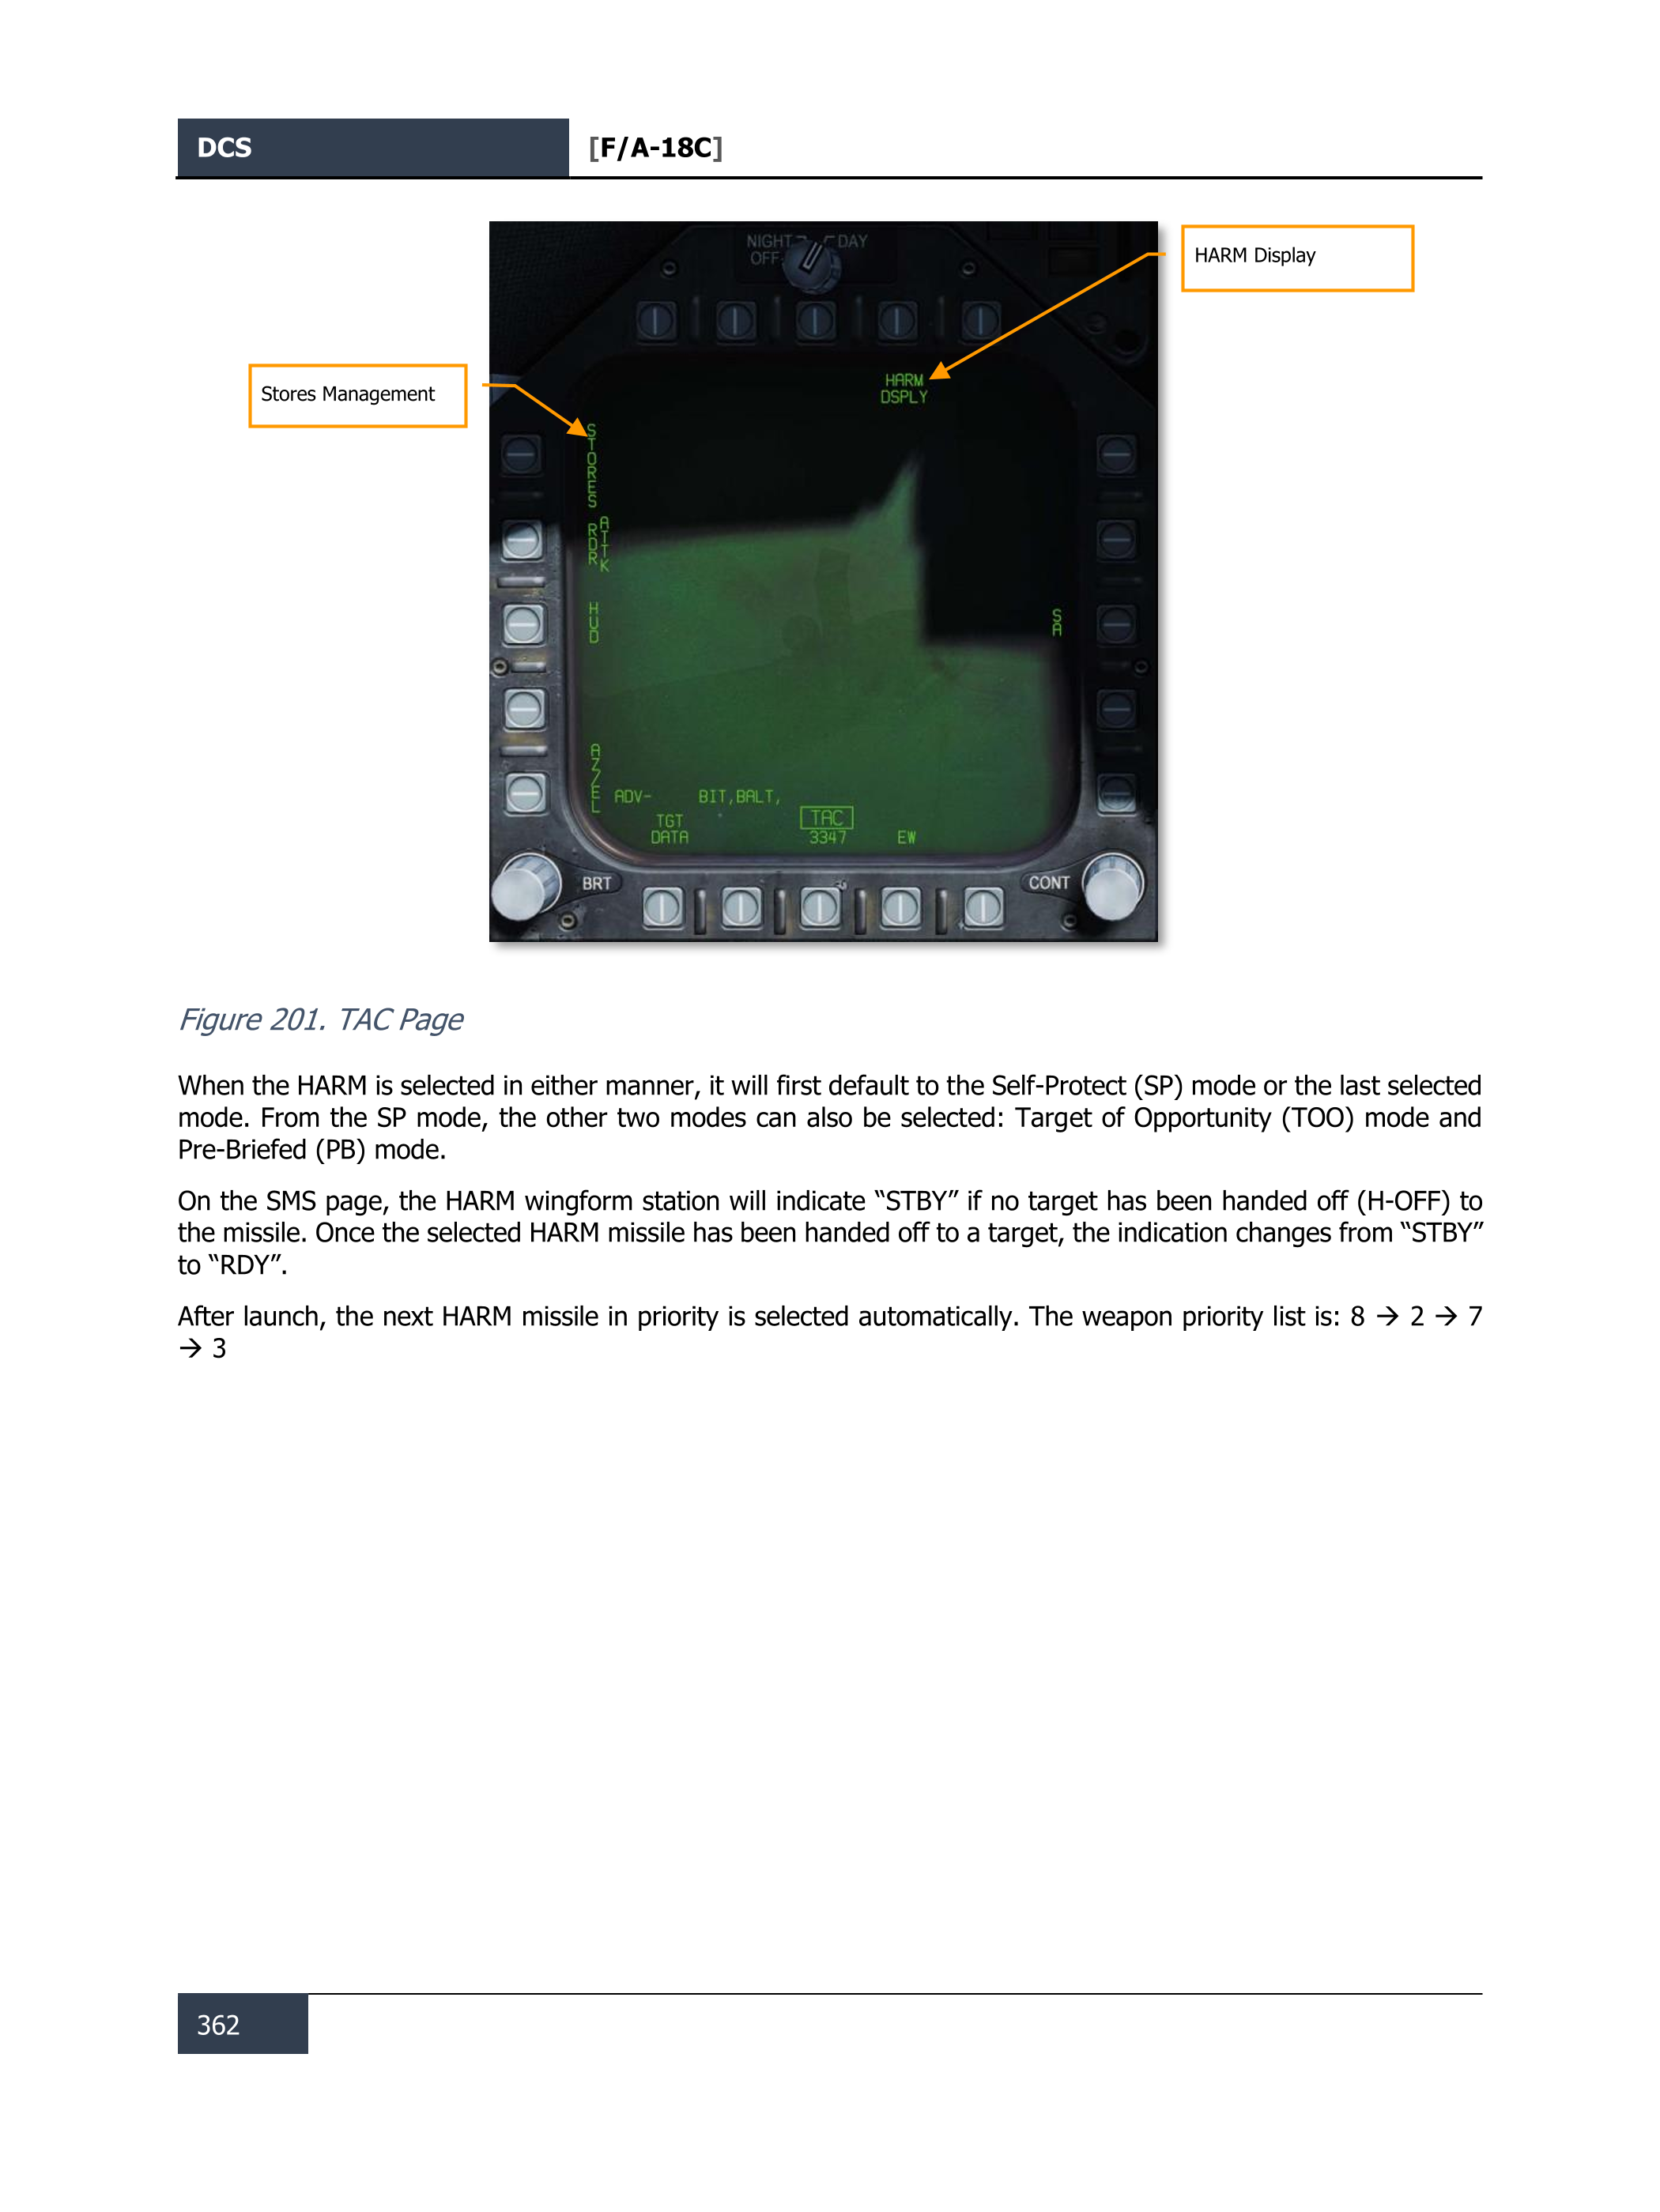 DCS
[F/A-18C]
NIGHT DAY
OFF
HARM Display
Stores Management
HARM
DSPLY
STORES
RDR ATTK
HUD
SA
AZ/EL
ADV- BIT,BALT,
TGT
DATA
TAC
3347
EW
BRT
CONT
Figure 201. TAC Page
When the HARM is selected in either manner, it will first default to the Self-Protect (SP) mode or the last selected
mode. From the SP mode, the other two modes can also be selected: Target of Opportunity (TOO) mode and
Pre-Briefed (PB) mode.
On the SMS page, the HARM wingform station will indicate “STBY” if no target has been handed off (H-OFF) to
the missile. Once the selected HARM missile has been handed off to a target, the indication changes from “STBY”
to “RDY”.
After launch, the next HARM missile in priority is selected automatically. The weapon priority list is: 8 → 2 → 7
→ 3
362